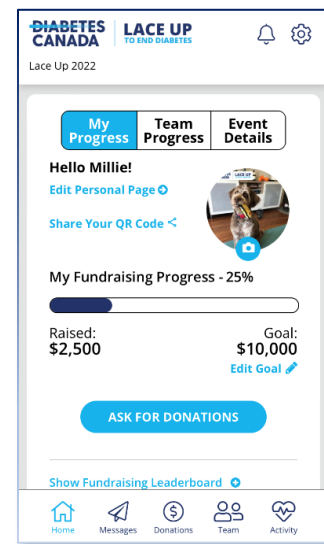 DIABETES
CANADA
LACE UP
TO END DIABETES
Lace Up 2022
My
Progress
Team
Progress
Event
Details
Hello Millie!
Edit Personal Page
Share Your QR Code
My Fundraising Progress - 25%
Raised:
$2,500
Goal:
$10,000
Edit Goal
ASK FOR DONATIONS
Show Fundraising Leaderboard
Home
Messages
Donations
Team
Activity